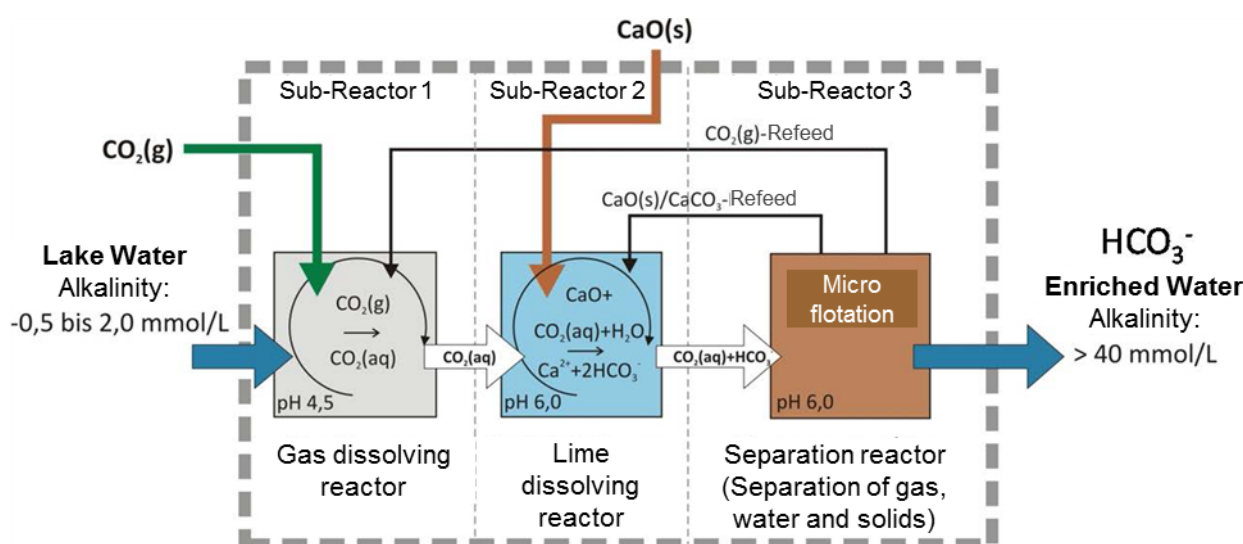 CaO(s)
Sub-Reactor 1
Sub-Reactor 2
Sub-Reactor 3
CO₂(g)-Refeed
CO₂(g)
CaO(s)/CaCO₃-Refeed
Lake Water
Alkalinity:
-0,5 bis 2,0 mmol/L
CO₂(g)
CO₂(aq)
pH 4,5
CO₂(aq)
CaO+
CO₂(aq)+H₂O
Ca²⁺+2HCO₃⁻
pH 6,0
CO₂(aq)+HCO₃
Micro
flotation
pH 6,0
HCO₃⁻
Enriched Water
Alkalinity:
> 40 mmol/L
Gas dissolving
reactor
Lime
dissolving
reactor
Separation reactor
(Separation of gas,
water and solids)